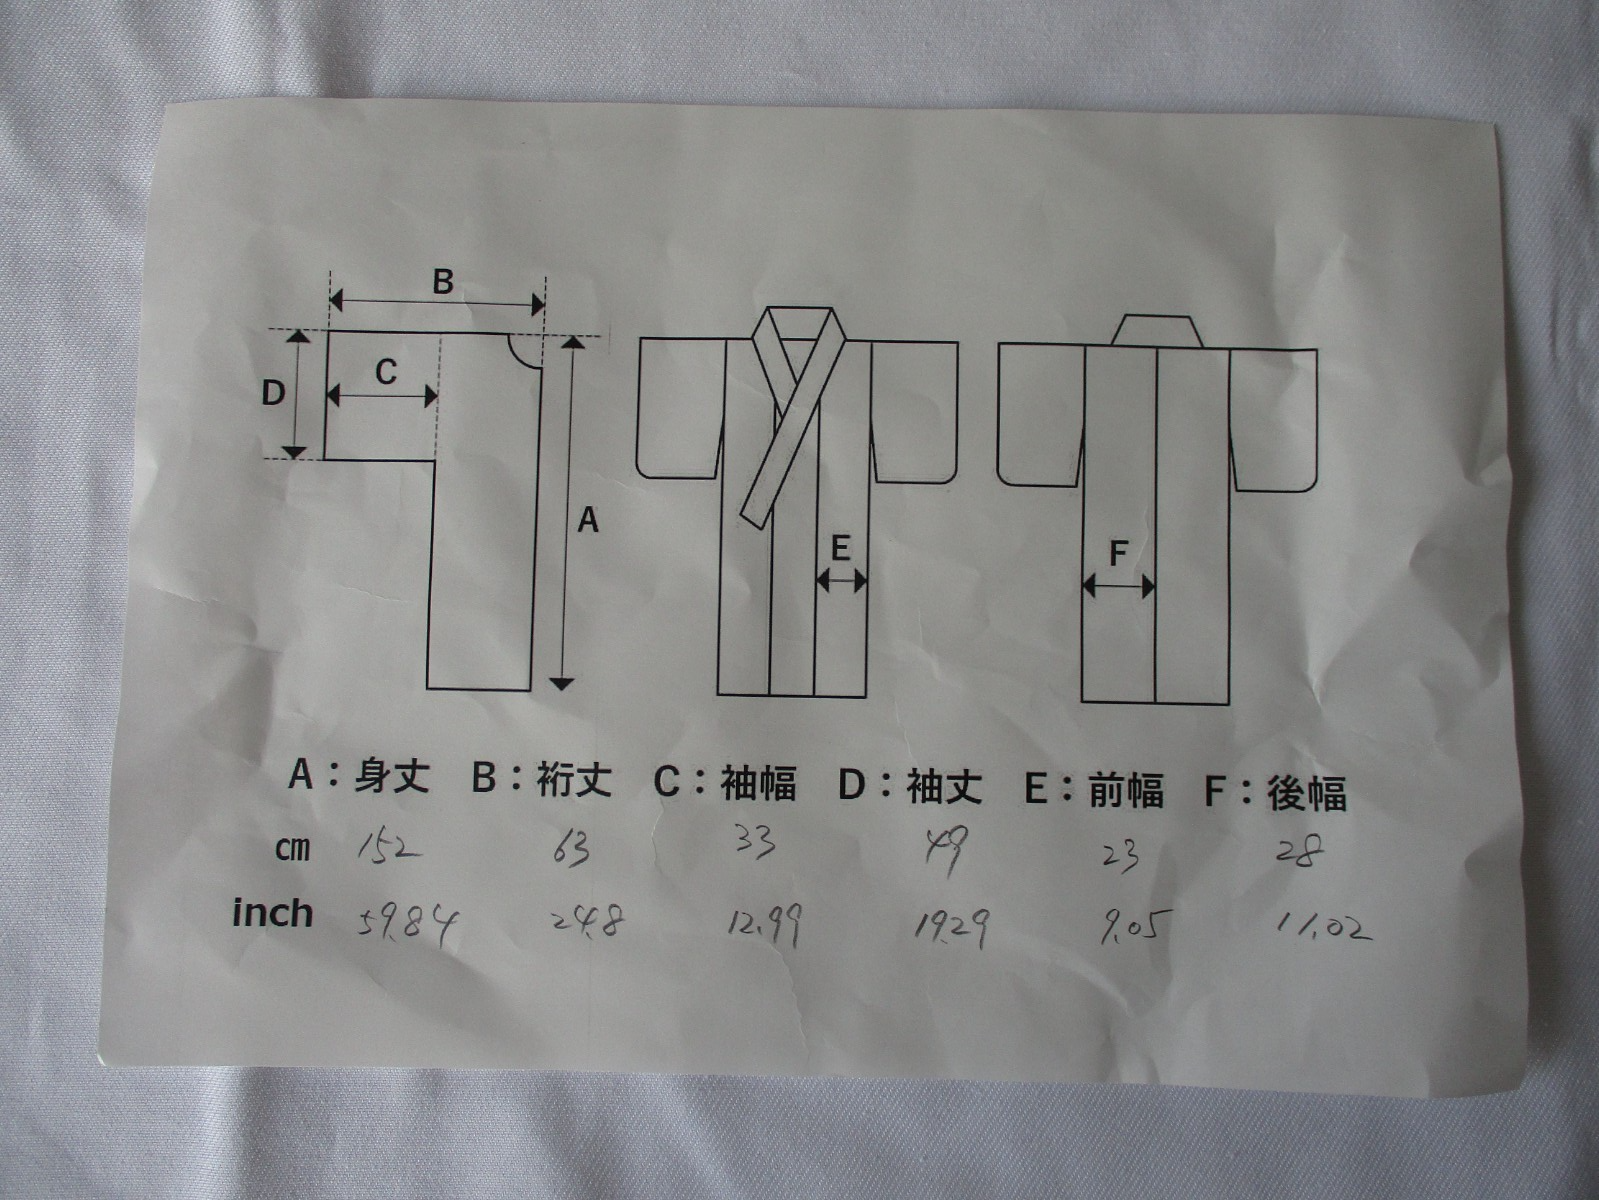 B
D C
A
E
F
A：身丈 B：裄丈 C：袖幅 D：袖丈 E：前幅 F：後幅
cm 152 63 33 49 23 28
inch 59.84 24.8 12.99 19.29 9.05 11.02